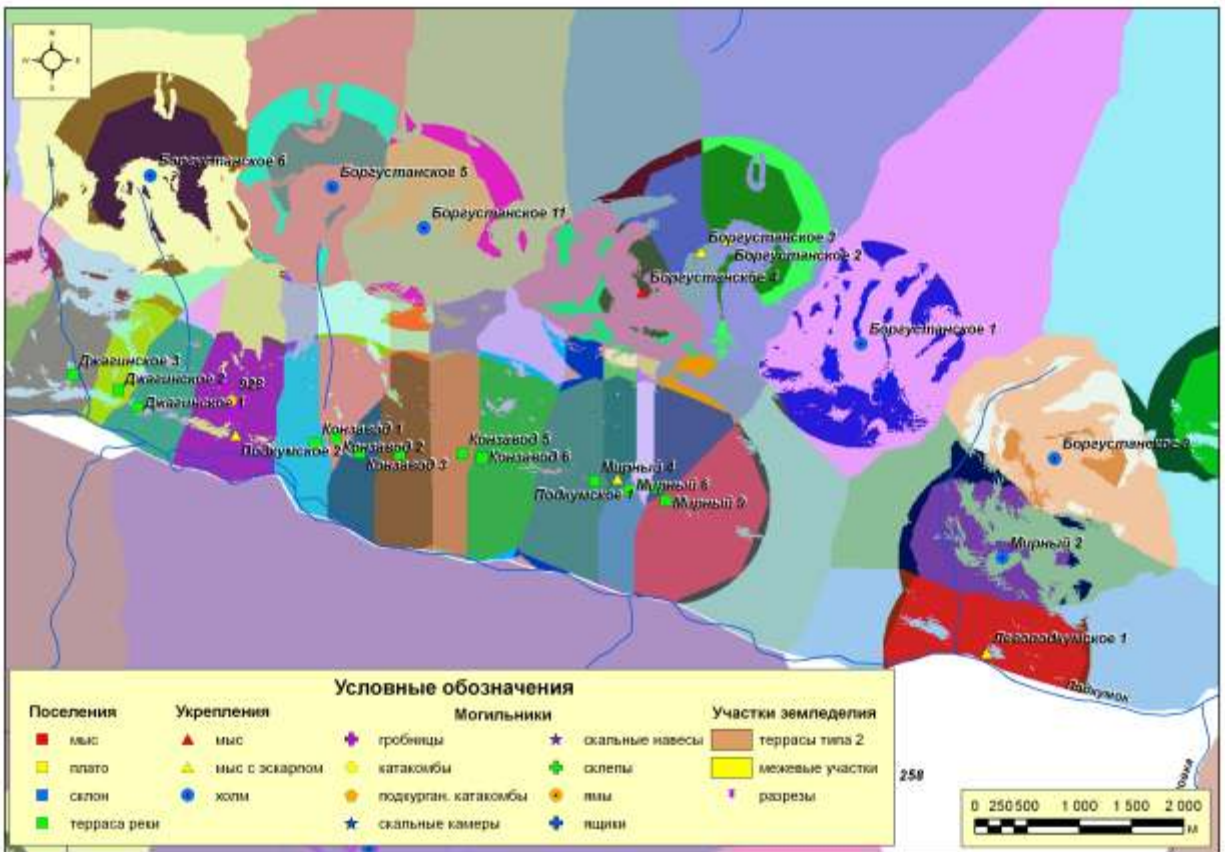 N
W
E
S
Боргустанское 6
Боргустанское 5
Боргустанское 11
Боргустанское 3
Боргустанское 2
Боргустанское 4
Боргустанское 1
Джагинское 3
Джагинское 2
928
Джагинское 1
Конзавод 1
Подкумское 2
Конзавод 2
Конзавод 3
Конзавод 5
Конзавод 6
Мирный 4
Подкумское 1
Мирный 6
Мирный 9
Боргустанское
Мирный 2
Левоподкумское 1
Подкумок
258
Условные обозначения
Поселения
мыс
плато
склон
терраса реки
Укрепления
мыс
мыс с эскарпом
холм
Могильники
гробницы
катакомбы
подкурган. катакомбы
скальные камеры
скальные навесы
склепы
ямы
ящики
Участки земледелия
террасы типа 2
межевые участки
разрезы
0 250 500 1 000 1 500 2 000
М